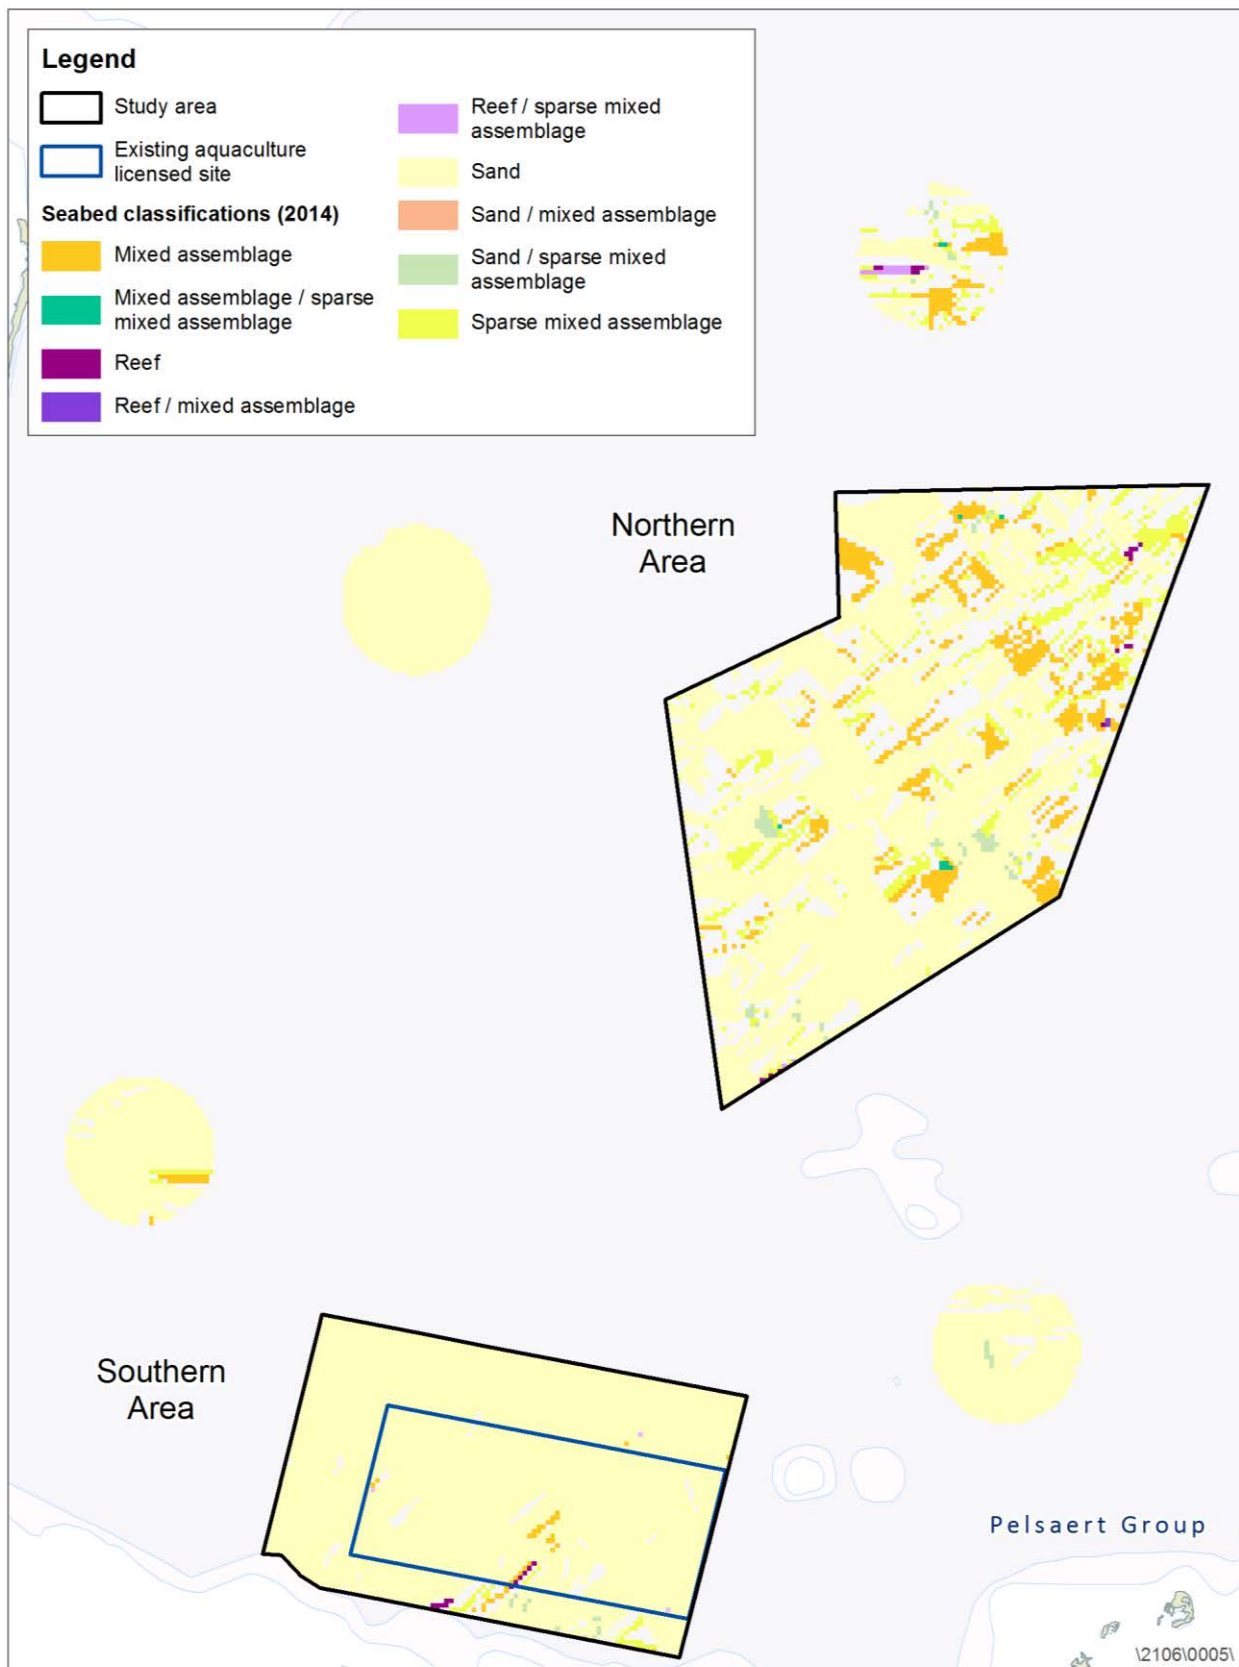 Legend
Study area
Existing aquaculture
licensed site
Seabed classifications (2014)
Mixed assemblage
Mixed assemblage / sparse
mixed assemblage
Reef
Reef / mixed assemblage
Reef / sparse mixed
assemblage
Sand
Sand / mixed assemblage
Sand / sparse mixed
assemblage
Sparse mixed assemblage
Northern
Area
Southern
Area
Pelsaert Group
\2106\0005\